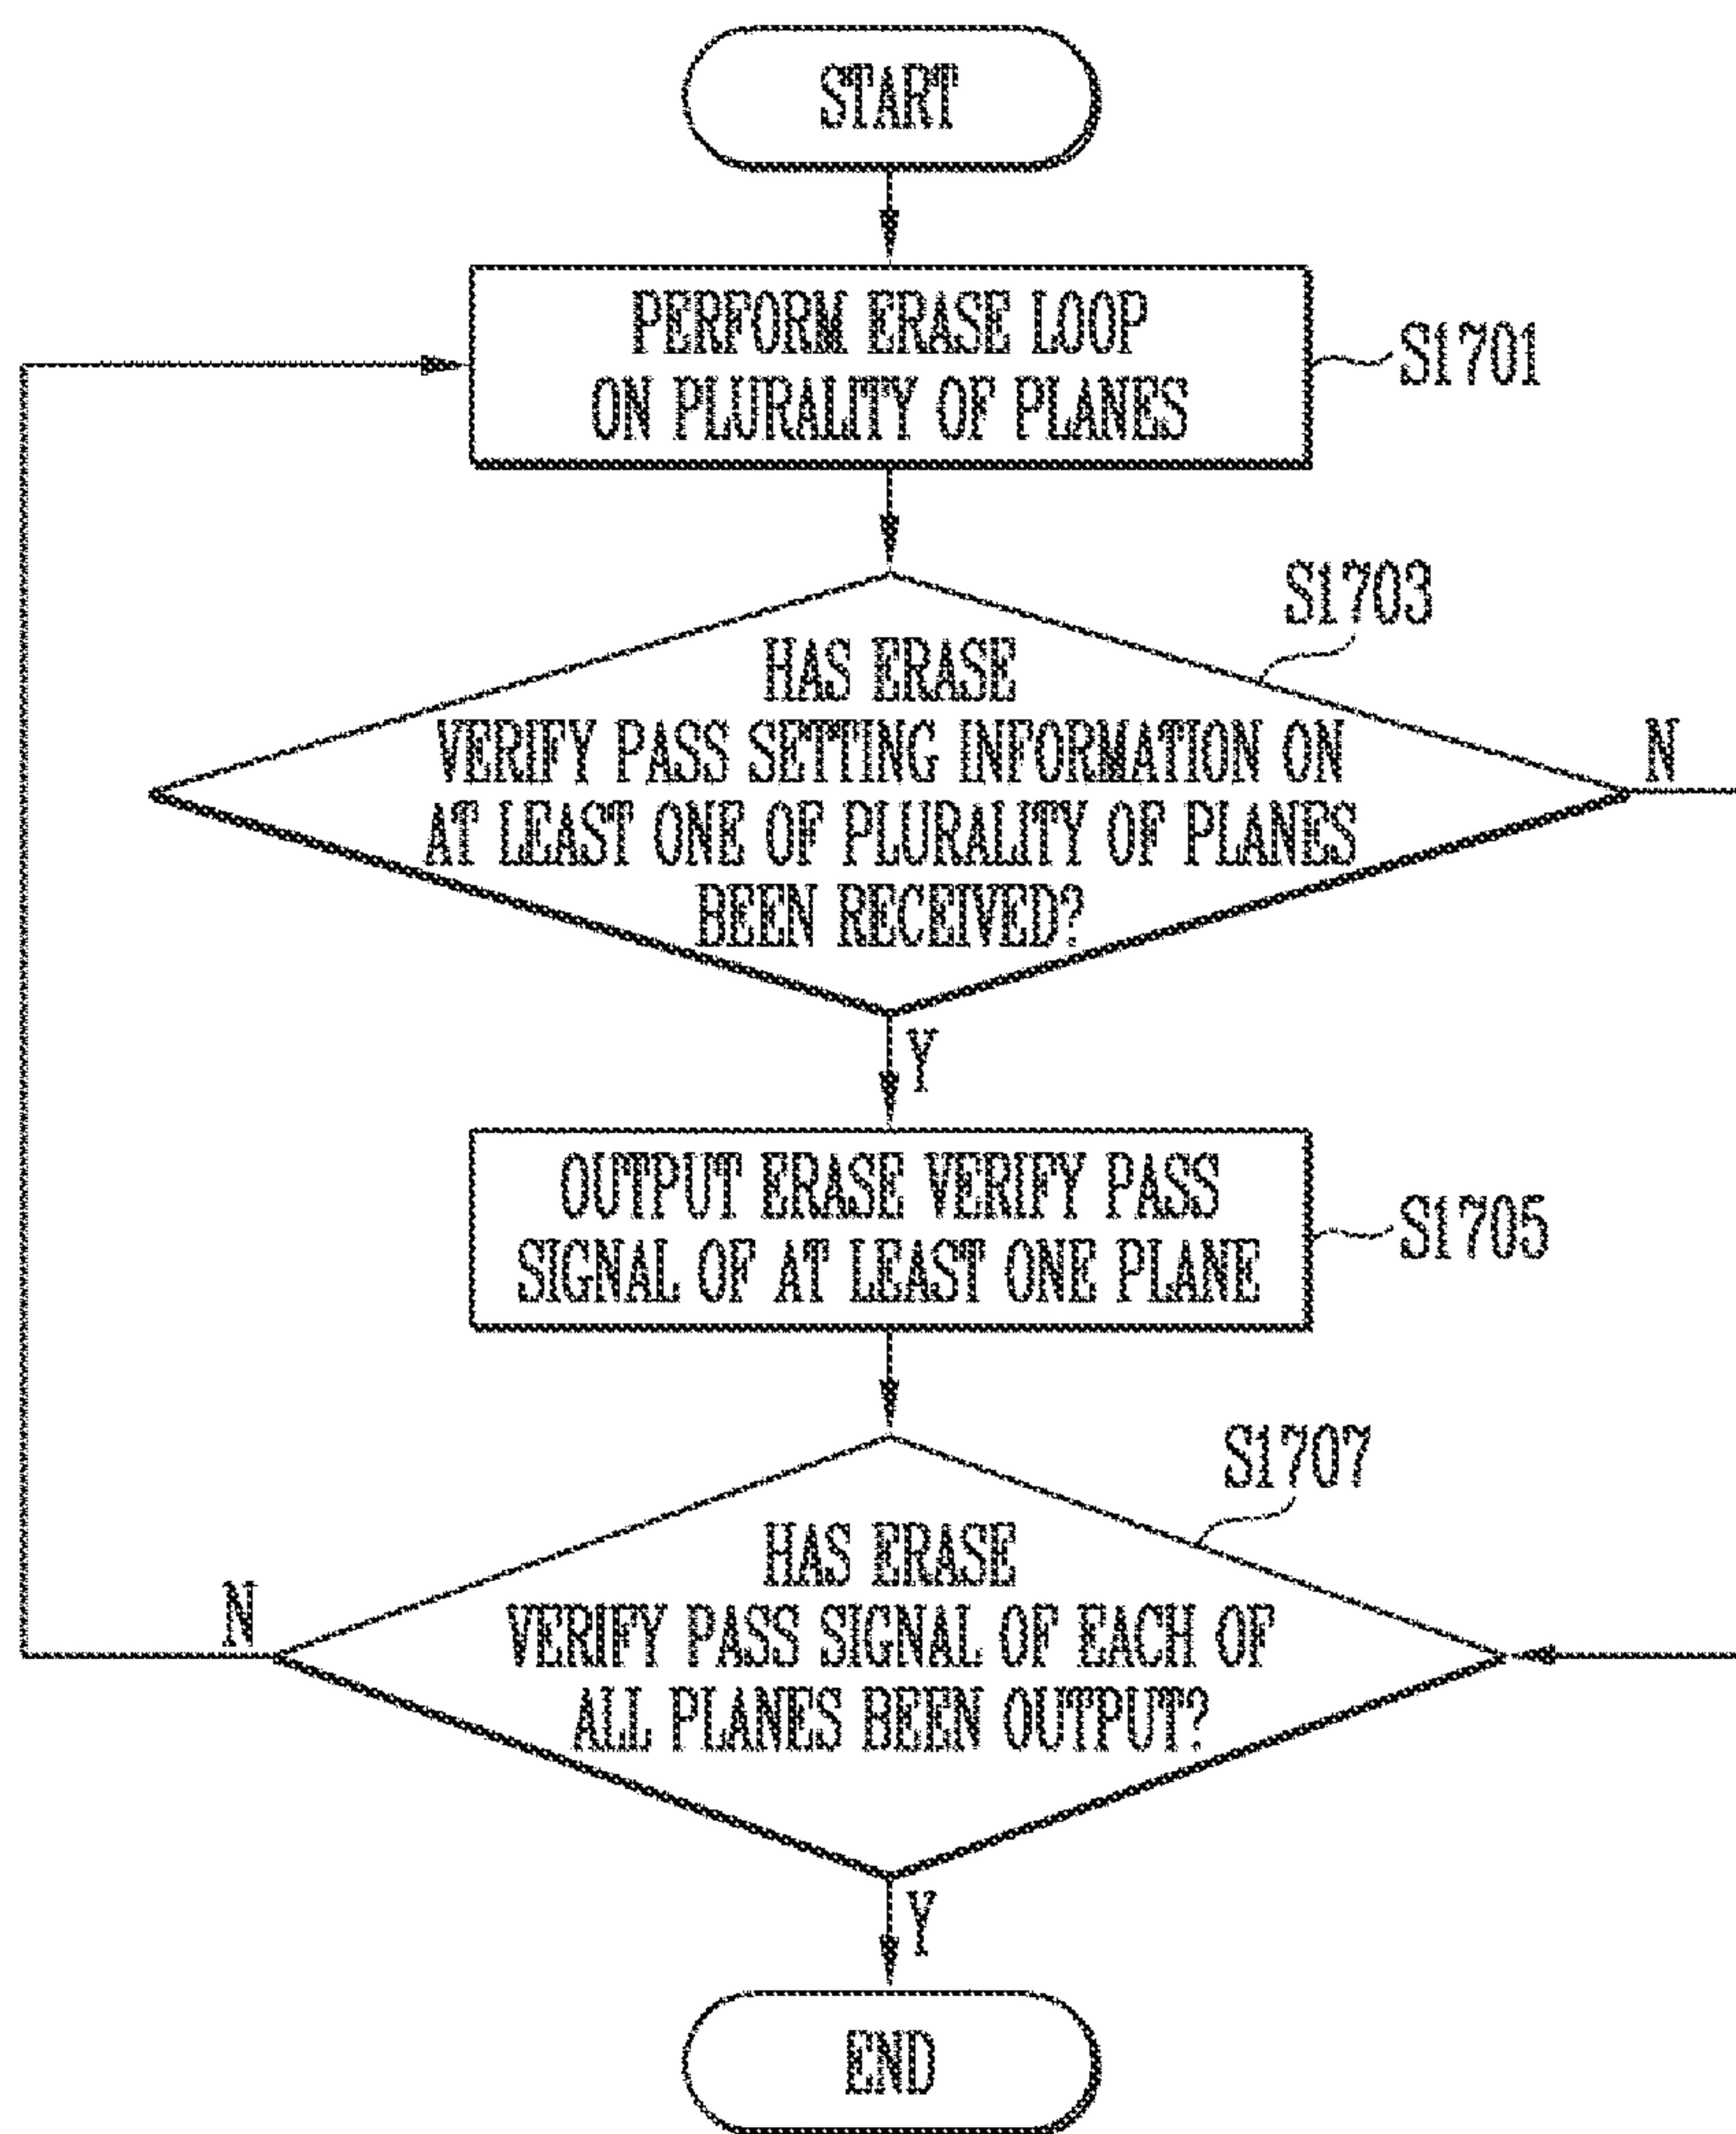 START
PERFORM ERASE LOOP
ON PLURALITY OF PLANES
S1701
S1703
HAS ERASE
VERIFY PASS SETTING INFORMATION ON
AT LEAST ONE OF PLURALITY OF PLANES
BEEN RECEIVED?
N
Y
OUTPUT ERASE VERIFY PASS
SIGNAL OF AT LEAST ONE PLANE
S1705
S1707
HAS ERASE
VERIFY PASS SIGNAL OF EACH OF
ALL PLANES BEEN OUTPUT?
N
Y
END